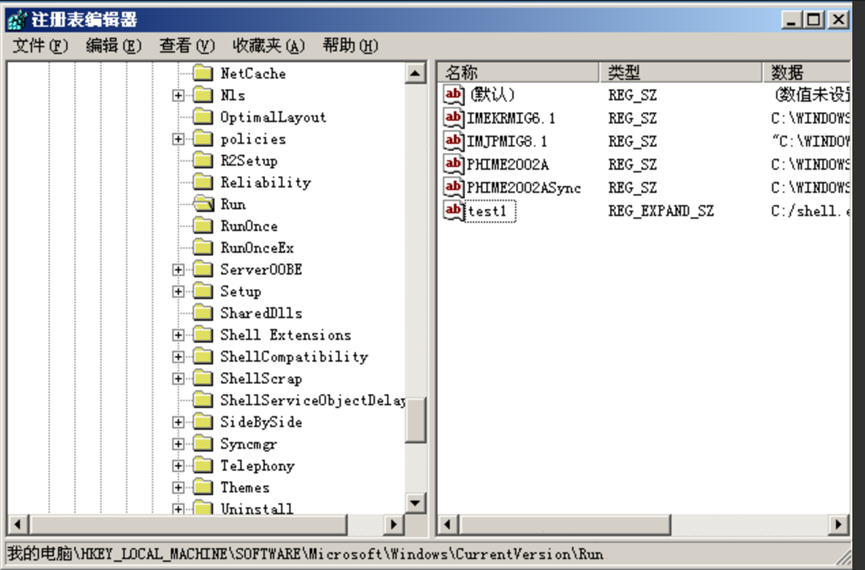 注册表编辑器
文件(F) 编辑(E) 查看(V) 收藏夹(A) 帮助(H)
NetCache
Nls
OptimalLayout
policies
R2Setup
Reliability
Run
RunOnce
RunOnceEx
ServerOOBE
Setup
SharedDlls
Shell Extensions
ShellCompatibility
ShellScrap
ShellServiceObjectDelay
SideBySide
Syncmgr
Telephony
Themes
Uninstall
名称 类型 数据
(默认) REG_SZ (数值未设
IMEKRMIG6.1 REG_SZ C:\WINDOWS
IMJPMIG8.1 REG_SZ "C:\WINDOW
PHIME2002A REG_SZ C:\WINDOWS
PHIME2002ASync REG_SZ C:\WINDOWS
test1 REG_EXPAND_SZ C:/shell.e
我的电脑\HKEY_LOCAL_MACHINE\SOFTWARE\Microsoft\Windows\CurrentVersion\Run